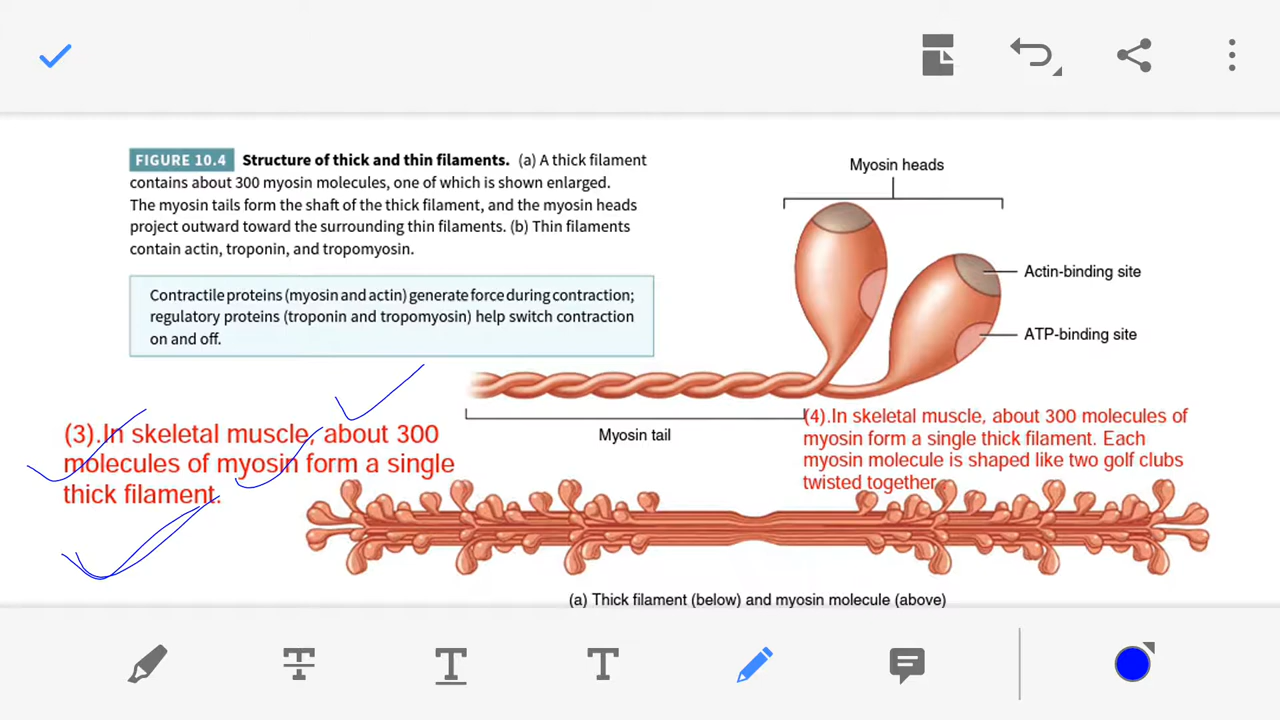 FIGURE 10.4 Structure of thick and thin filaments. (a) A thick filament
contains about 300 myosin molecules, one of which is shown enlarged.
The myosin tails form the shaft of the thick filament, and the myosin heads
project outward toward the surrounding thin filaments. (b) Thin filaments
contain actin, troponin, and tropomyosin.
Contractile proteins (myosin and actin) generate force during contraction;
regulatory proteins (troponin and tropomyosin) help switch contraction
on and off.
Myosin heads
Actin-binding site
ATP-binding site
Myosin tail
(3).In skeletal muscle, about 300
molecules of myosin form a single
thick filament.
(4).In skeletal muscle, about 300 molecules of
myosin form a single thick filament. Each
myosin molecule is shaped like two golf clubs
twisted together.
(a) Thick filament (below) and myosin molecule (above)